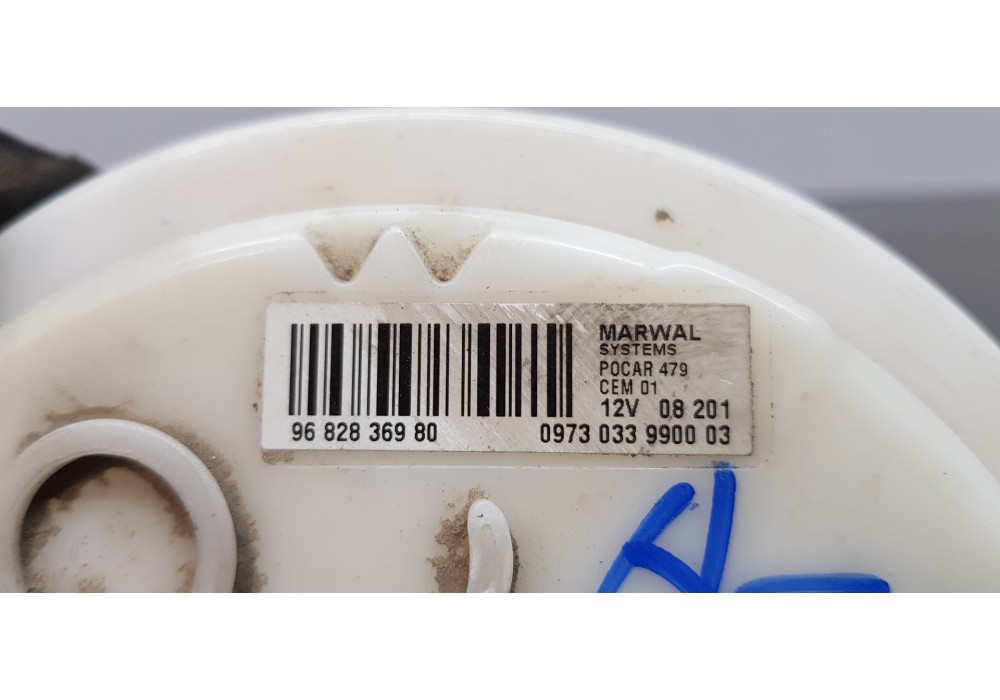 MARWAL
SYSTEMS
POCAR 479
CEM 01
12V 08 201
96 828 369 80 0973 033 9900 03